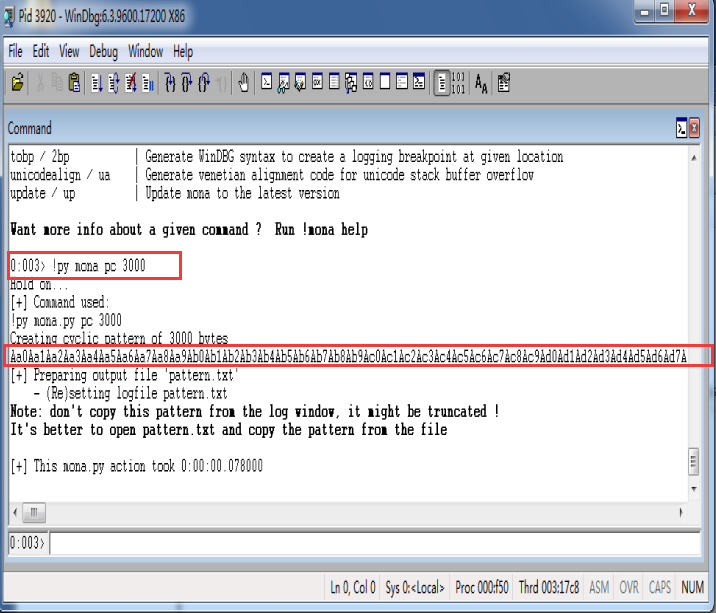 Pid 3920 - WinDbg:6.3.9600.17200 X86
File Edit View Debug Window Help
Command
tobp / 2bp | Generate WinDBG syntax to create a logging breakpoint at given location
unicodealign / ua | Generate venetian alignment code for unicode stack buffer overflow
update / up | Update mona to the latest version
Want more info about a given command ? Run !mona help
0:003> !py mona pc 3000
Hold on...
[+] Command used:
!py mona.py pc 3000
Creating cyclic pattern of 3000 bytes
Aa0Aa1Aa2Aa3Aa4Aa5Aa6Aa7Aa8Aa9Ab0Ab1Ab2Ab3Ab4Ab5Ab6Ab7Ab8Ab9Ac0Ac1Ac2Ac3Ac4Ac5Ac6Ac7Ac8Ac9Ad0Ad1Ad2Ad3Ad4Ad5Ad6Ad7A
[+] Preparing output file 'pattern.txt'
- (Re)setting logfile pattern.txt
Note: don't copy this pattern from the log window, it might be truncated !
It's better to open pattern.txt and copy the pattern from the file
[+] This mona.py action took 0:00:00.078000
0:003>
Ln 0, Col 0 Sys 0:<Local> Proc 000:f50 Thrd 003:17c8 ASM OVR CAPS NUM